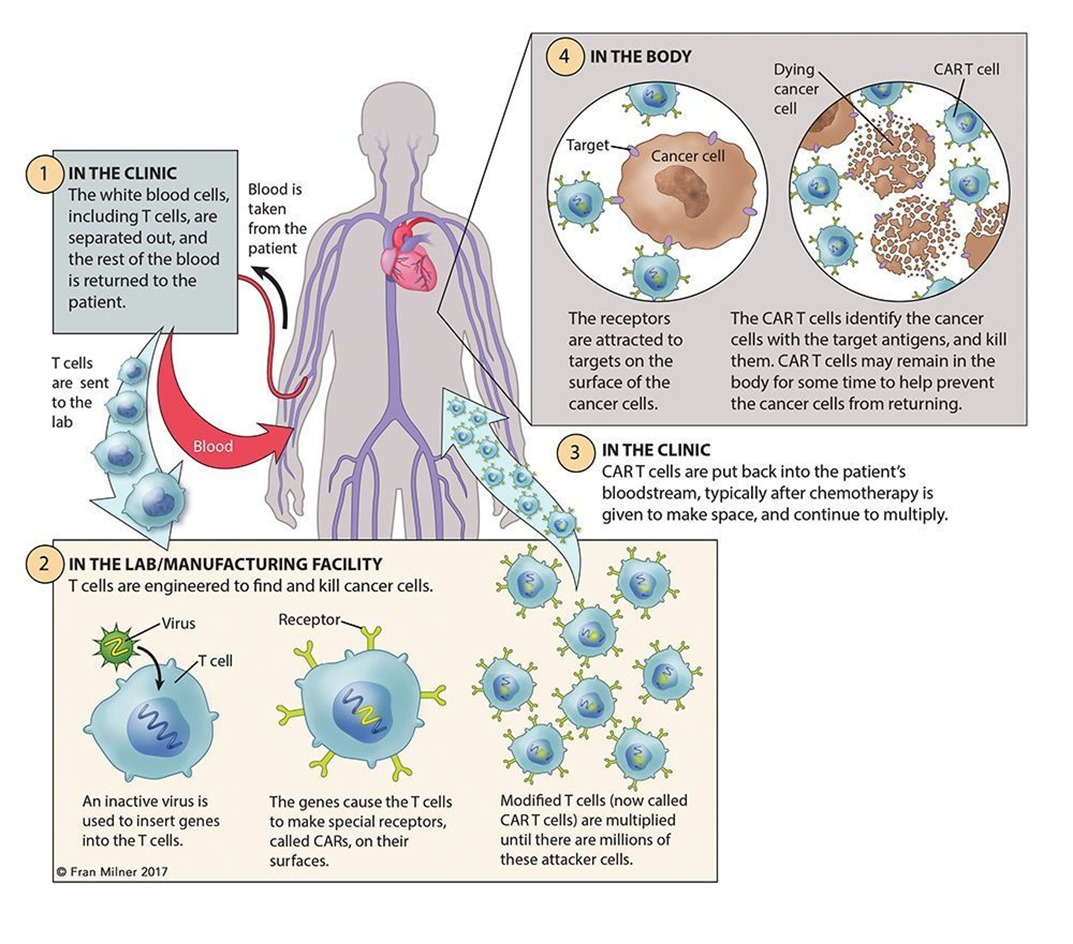 1
IN THE CLINIC
The white blood cells,
including T cells, are
separated out, and
the rest of the blood
is returned to the
patient.
Blood is
taken
from the
patient
T cells
are sent
to the
lab
Blood
2
IN THE LAB/MANUFACTURING FACILITY
T cells are engineered to find and kill cancer cells.
Virus
T cell
Receptor
An inactive virus is
used to insert genes
into the T cells.
The genes cause the T cells
to make special receptors,
called CARs, on their
surfaces.
Modified T cells (now called
CAR T cells) are multiplied
until there are millions of
these attacker cells.
© Fran Milner 2017
3
IN THE CLINIC
CAR T cells are put back into the patient's
bloodstream, typically after chemotherapy is
given to make space, and continue to multiply.
4
IN THE BODY
Target
Cancer cell
Dying
cancer
cell
CAR T cell
The receptors
are attracted to
targets on the
surface of the
cancer cells.
The CAR T cells identify the cancer
cells with the target antigens, and kill
them. CAR T cells may remain in the
body for some time to help prevent
the cancer cells from returning.